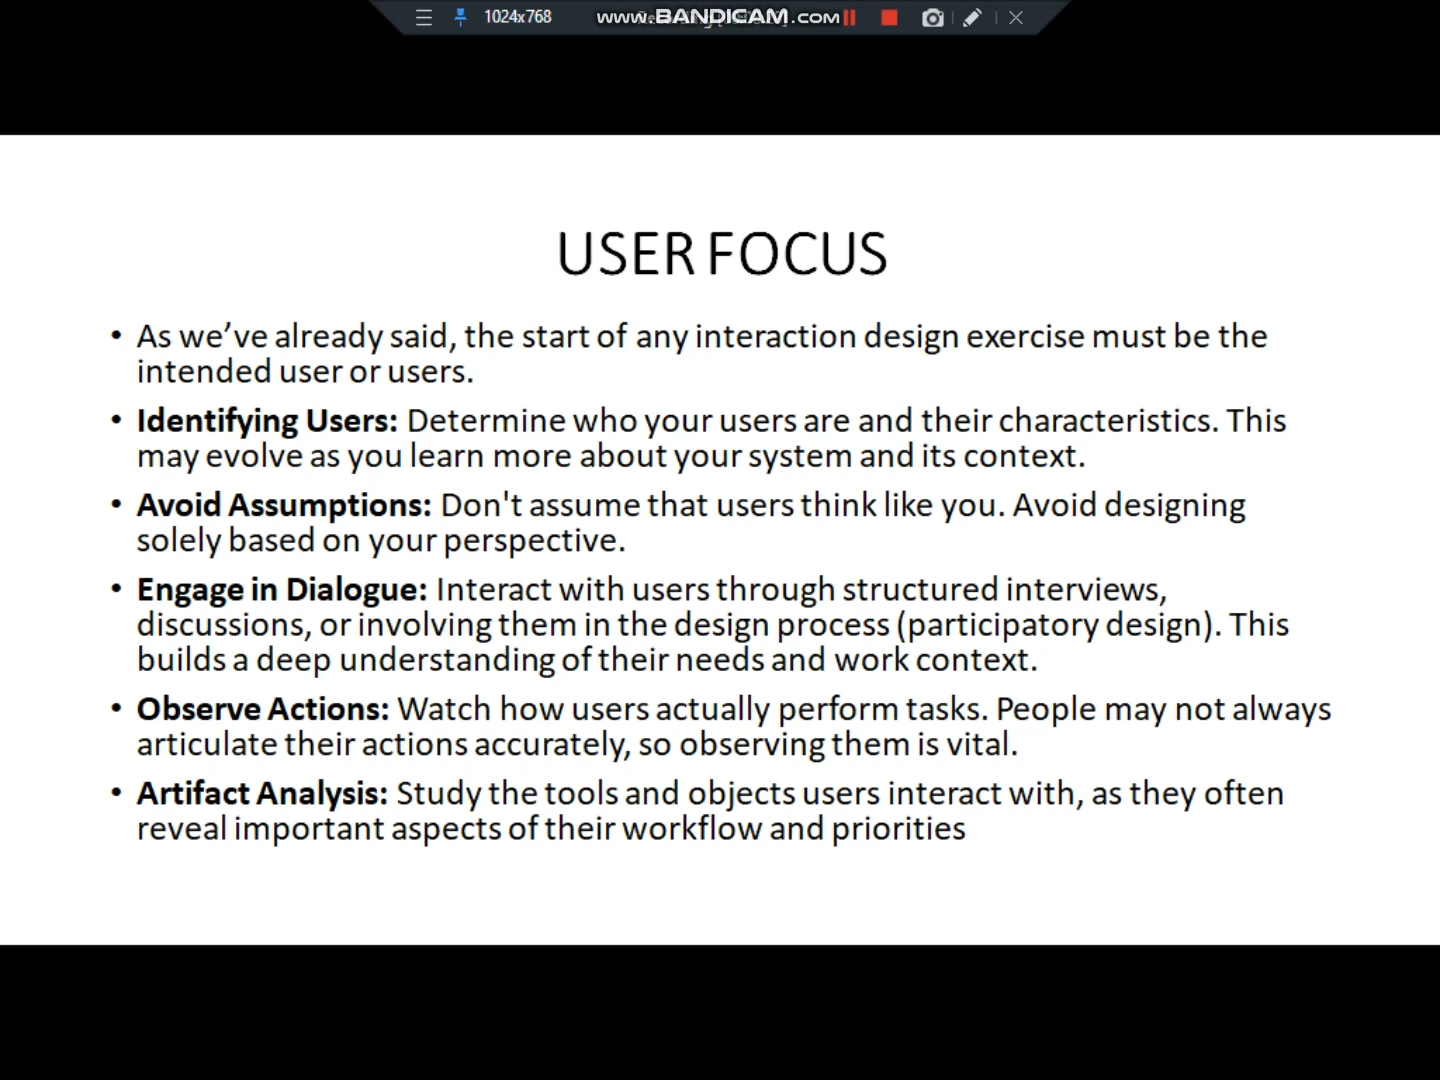 1024x768
www.BANDICAM.com
USER FOCUS
• As we’ve already said, the start of any interaction design exercise must be the
intended user or users.
• Identifying Users: Determine who your users are and their characteristics. This
may evolve as you learn more about your system and its context.
• Avoid Assumptions: Don't assume that users think like you. Avoid designing
solely based on your perspective.
• Engage in Dialogue: Interact with users through structured interviews,
discussions, or involving them in the design process (participatory design). This
builds a deep understanding of their needs and work context.
• Observe Actions: Watch how users actually perform tasks. People may not always
articulate their actions accurately, so observing them is vital.
• Artifact Analysis: Study the tools and objects users interact with, as they often
reveal important aspects of their workflow and priorities